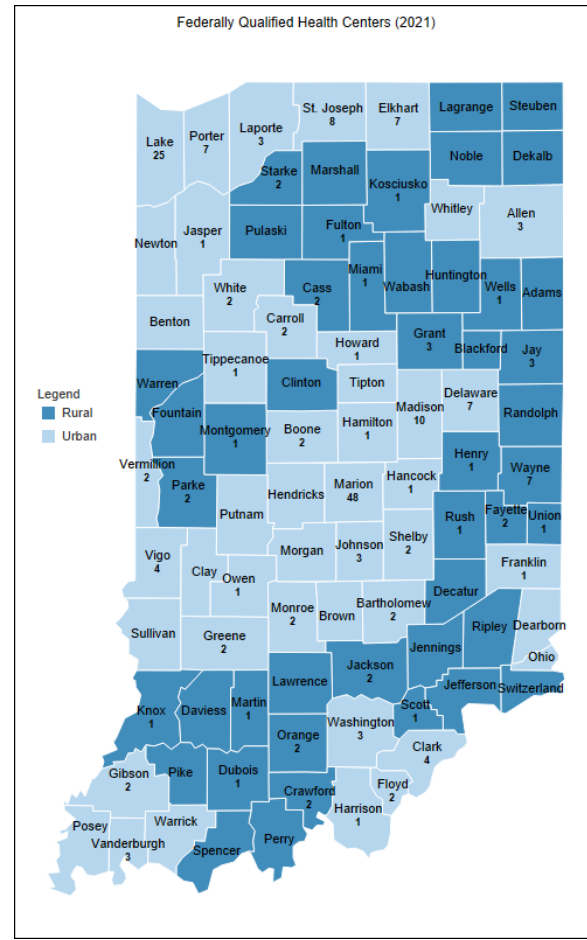 Federally Qualified Health Centers (2021)
Lake
25
Porter
7
Laporte
3
St. Joseph
8
Elkhart
7
Lagrange
Steuben
Starke
2
Marshall
Kosciusko
1
Noble
Dekalb
Whitley
Allen
3
Newton
Jasper
1
Pulaski
Fulton
1
Miami
1
Wabash
Huntington
Wells
1
Adams
White
2
Cass
2
Carroll
2
Benton
Howard
1
Grant
3
Blackford
Jay
3
Tippecanoe
1
Warren
Clinton
Tipton
Madison
10
Delaware
7
Randolph
Legend
Rural
Urban
Fountain
Montgomery
1
Boone
2
Hamilton
1
Henry
1
Wayne
7
Vermillion
2
Parke
2
Hendricks
Marion
48
Hancock
1
Putnam
Rush
1
Fayette
2
Union
1
Morgan
Johnson
3
Shelby
2
Vigo
4
Clay
Owen
1
Franklin
1
Decatur
Monroe
2
Brown
Bartholomew
2
Sullivan
Greene
2
Ripley
Dearborn
Jennings
Ohio
Jackson
2
Lawrence
Jefferson
Switzerland
Knox
1
Daviess
Martin
1
Scott
1
Washington
3
Orange
2
Clark
4
Gibson
2
Pike
Dubois
1
Crawford
2
Floyd
2
Harrison
1
Posey
Vanderburgh
3
Warrick
Spencer
Perry